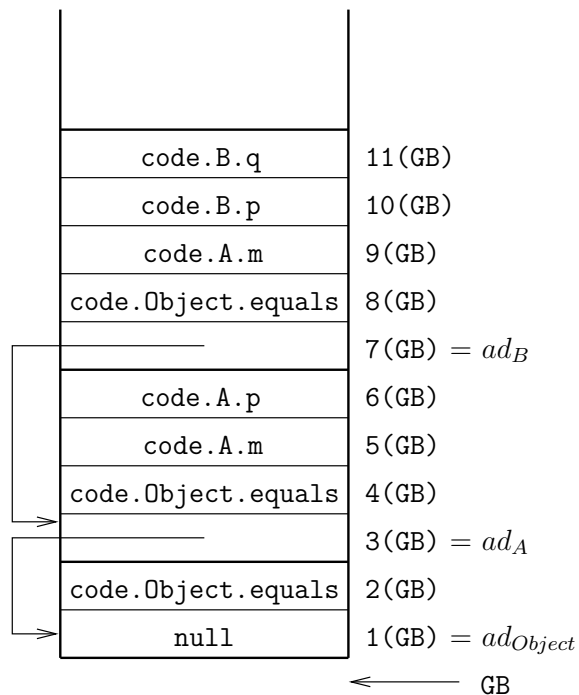 code.B.q 11(GB)
code.B.p 10(GB)
code.A.m 9(GB)
code.Object.equals 8(GB)
7(GB) = ad_B
code.A.p 6(GB)
code.A.m 5(GB)
code.Object.equals 4(GB)
3(GB) = ad_A
code.Object.equals 2(GB)
null 1(GB) = ad_Object
GB